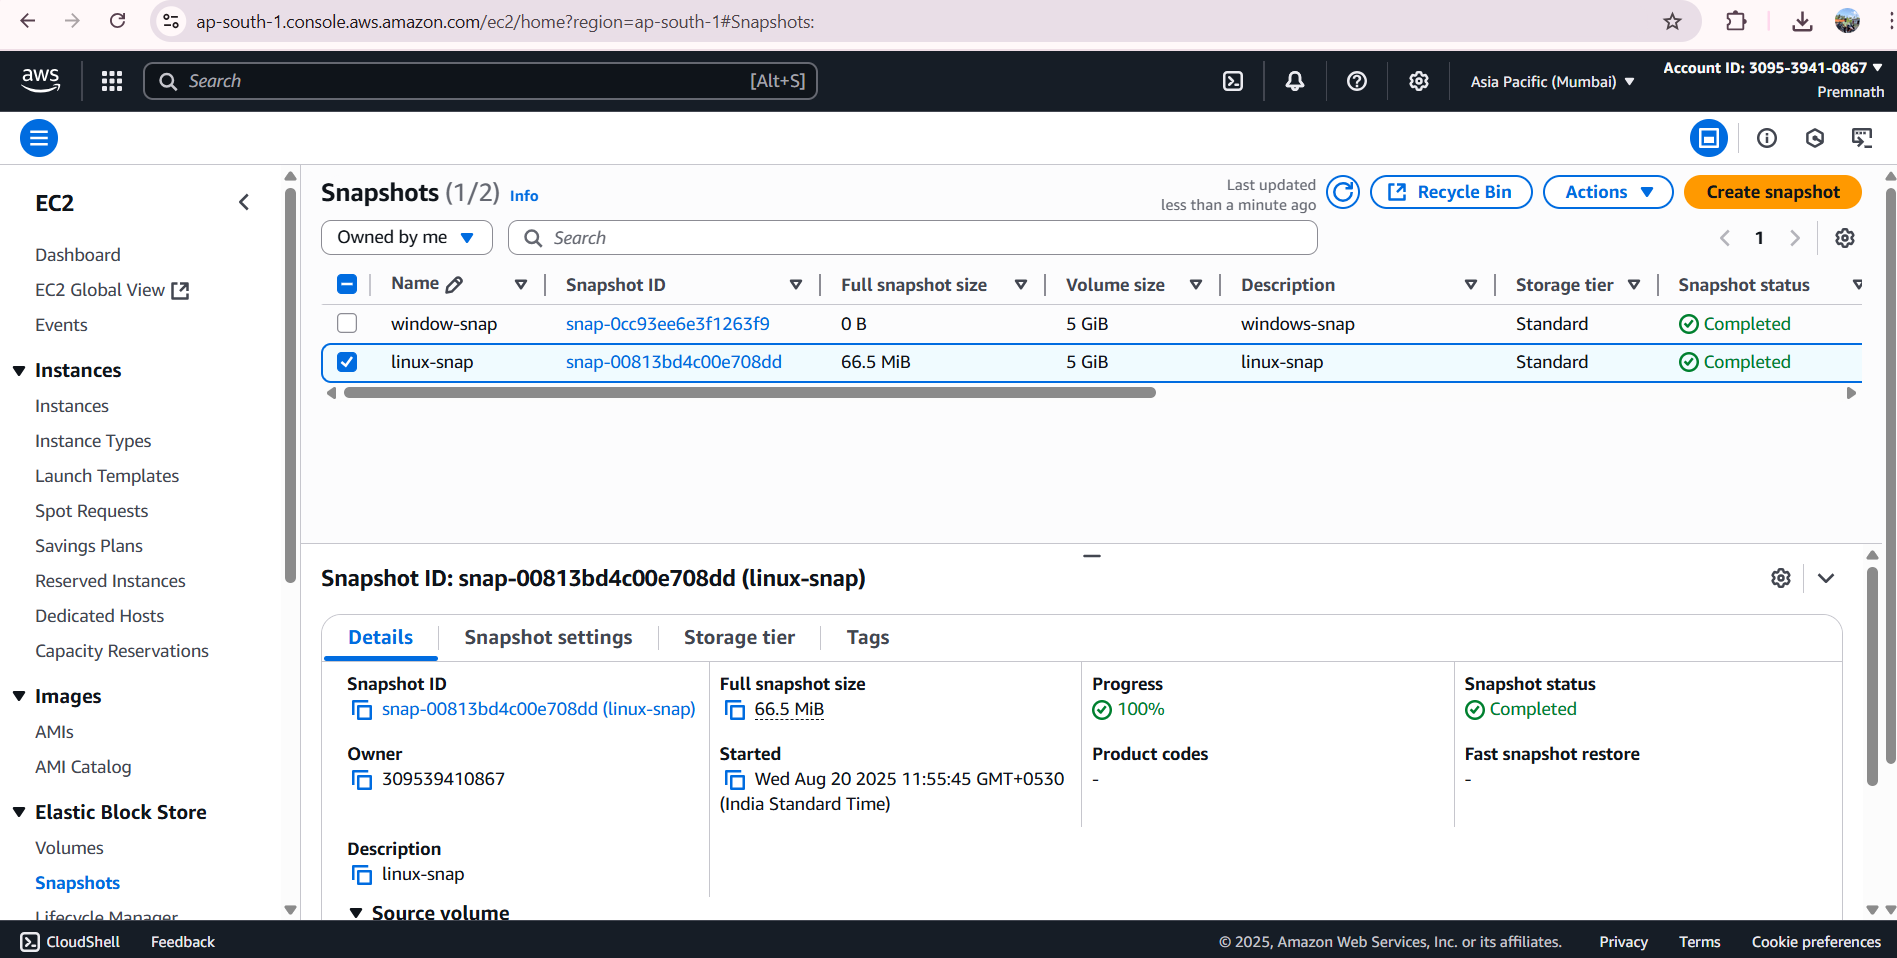 ap-south-1.console.aws.amazon.com/ec2/home?region=ap-south-1#Snapshots:
aws
Search [Alt+S]
Asia Pacific (Mumbai)
Account ID: 3095-3941-0867
Premnath
EC2
Dashboard
EC2 Global View
Events
Instances
Instances
Instance Types
Launch Templates
Spot Requests
Savings Plans
Reserved Instances
Dedicated Hosts
Capacity Reservations
Images
AMIs
AMI Catalog
Elastic Block Store
Volumes
Snapshots
Lifecycle Manager
Snapshots (1/2) Info
Last updated
less than a minute ago
Recycle Bin
Actions
Create snapshot
Owned by me
Search
1
Name Snapshot ID Full snapshot size Volume size Description Storage tier Snapshot status
window-snap snap-0cc93ee6e3f1263f9 0 B 5 GiB windows-snap Standard Completed
linux-snap snap-00813bd4c00e708dd 66.5 MiB 5 GiB linux-snap Standard Completed
Snapshot ID: snap-00813bd4c00e708dd (linux-snap)
Details Snapshot settings Storage tier Tags
Snapshot ID
snap-00813bd4c00e708dd (linux-snap)
Full snapshot size
66.5 MiB
Progress
100%
Snapshot status
Completed
Owner
309539410867
Started
Wed Aug 20 2025 11:55:45 GMT+0530
(India Standard Time)
Product codes
-
Fast snapshot restore
-
Description
linux-snap
Source volume
CloudShell Feedback
© 2025, Amazon Web Services, Inc. or its affiliates. Privacy Terms Cookie preferences